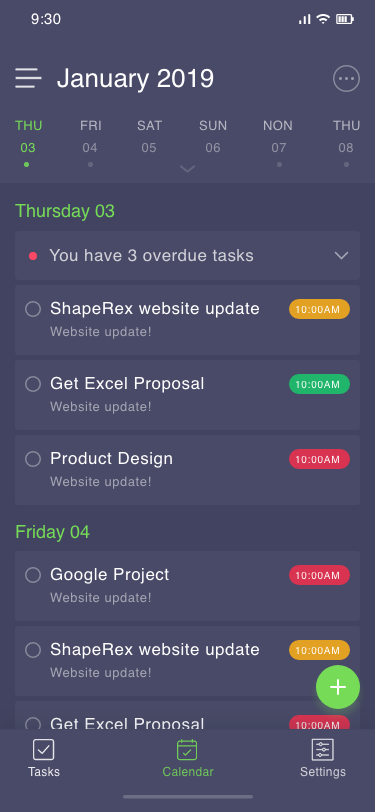 9:30
January 2019
THU FRI SAT SUN NON THU
03 04 05 06 07 08
Thursday 03
You have 3 overdue tasks
ShapeRex website update 10:00AM
Website update!
Get Excel Proposal 10:00AM
Website update!
Product Design 10:00AM
Website update!
Friday 04
Google Project 10:00AM
Website update!
ShapeRex website update 10:00AM
Website update!
Get Excel Proposal 10:00AM
Tasks Calendar Settings